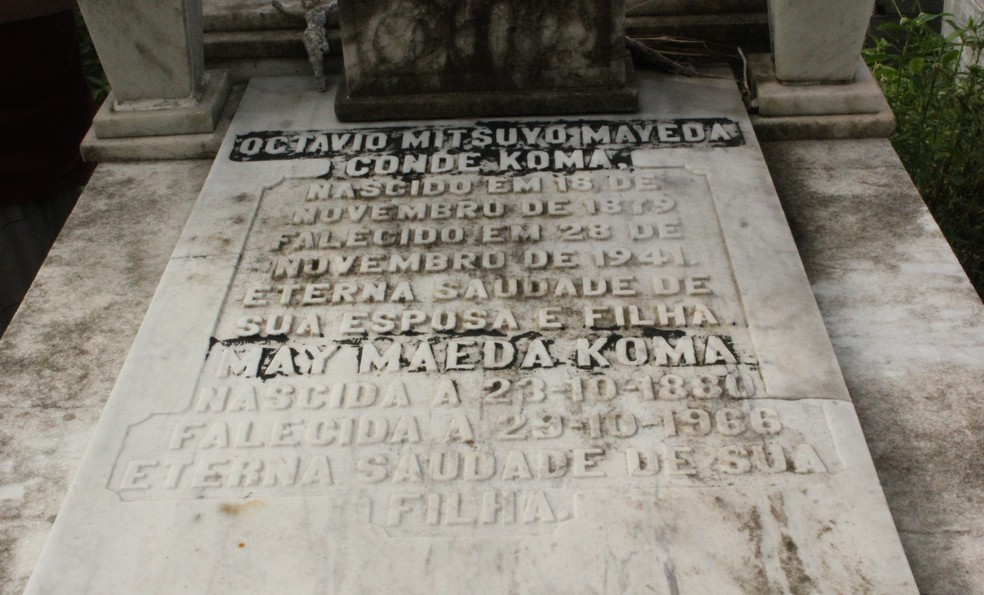 OCTAVIO MITSUYO MAYEDA
CONDE KOMA.
NASCIDO EM 18 DE
NOVEMBRO DE 1879
FALECIDO EM 28 DE
NOVEMBRO DE 1941.
ETERNA SAUDADE DE
SUA ESPOSA E FILHA
MAY MAEDA KOMA
NASCIDA A 23-10-1880
FALECIDA A 29-10-1966
ETERNA SAUDADE DE SUA
FILHA.